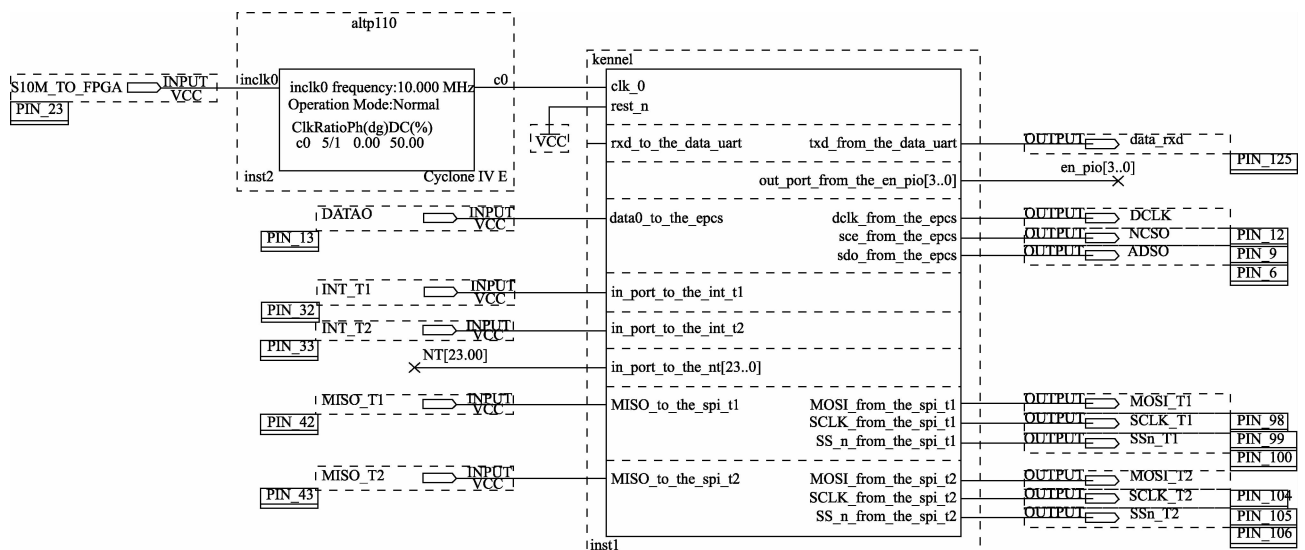 altp110
kennel
S10M_TO_FPGA INPUT VCC
PIN_23
inclk0
c0
inclk0 frequency:10.000 MHz
Operation Mode:Normal
ClkRatioPh(dg)DC(%)
c0 5/1 0.00 50.00
inst2
Cyclone IV E
clk_0
rest_n
VCC
rxd_to_the_data_uart
txd_from_the_data_uart
OUTPUT data_rxd
PIN_125
out_port_from_the_en_pio[3..0]
en_pio[3..0]
DATAO INPUT VCC
PIN_13
data0_to_the_epcs
dclk_from_the_epcs
OUTPUT DCLK
PIN_12
sce_from_the_epcs
OUTPUT NCSO
PIN_9
sdo_from_the_epcs
OUTPUT ADSO
PIN_6
INT_T1 INPUT VCC
PIN_32
in_port_to_the_int_t1
INT_T2 INPUT VCC
PIN_33
in_port_to_the_int_t2
NT[23.00]
in_port_to_the_nt[23..0]
MISO_T1 INPUT VCC
PIN_42
MISO_to_the_spi_t1
MOSI_from_the_spi_t1
OUTPUT MOSI_T1
PIN_98
SCLK_from_the_spi_t1
OUTPUT SCLK_T1
PIN_99
SS_n_from_the_spi_t1
OUTPUT SSn_T1
PIN_100
MISO_T2 INPUT VCC
PIN_43
MISO_to_the_spi_t2
MOSI_from_the_spi_t2
OUTPUT MOSI_T2
PIN_104
SCLK_from_the_spi_t2
OUTPUT SCLK_T2
PIN_105
SS_n_from_the_spi_t2
OUTPUT SSn_T2
PIN_106
inst1